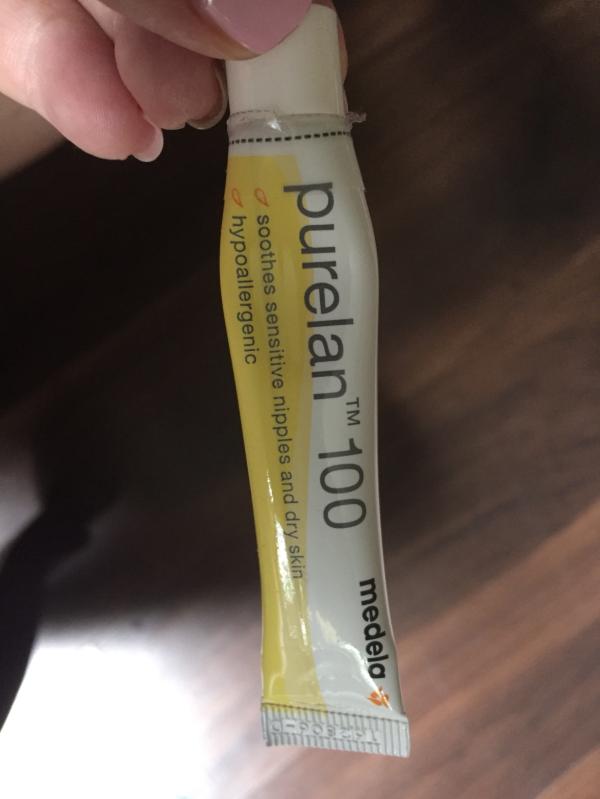 purelan™ 100
soothes sensitive nipples and dry skin
hypoallergenic
medela